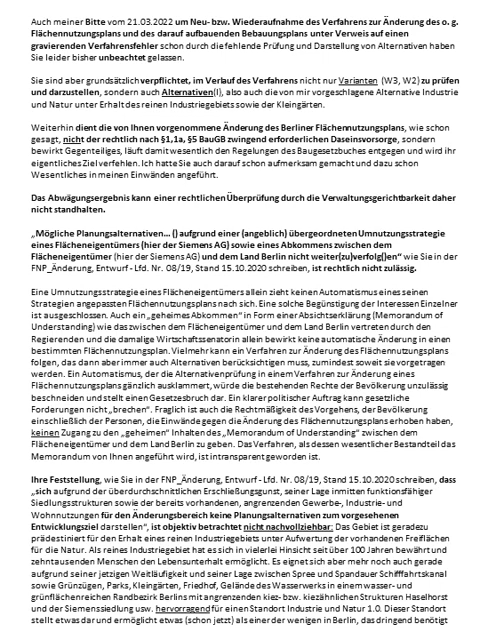 Auch meiner Bitte vom 21.03.2022 um Neu- bzw. Wiederaufnahme des Verfahrens zur Änderung des o. g.
Flächennutzungsplans und des darauf aufbauenden Bebauungsplans unter Verweis auf einen
gravierenden Verfahrensfehler schon durch die fehlende Prüfung und Darstellung von Alternativen haben
Sie leider bisher unbeachtet gelassen.
Sie sind aber grundsätzlich verpflichtet, im Verlauf des Verfahrens nicht nur Varianten (W3, W2) zu prüfen
und darzustellen, sondern auch Alternativen(!), also auch die von mir vorgeschlagene Alternative Industrie
und Natur unter Erhalt des reinen Industriegebiets sowie der Kleingärten.
Weiterhin dient die von Ihnen vorgenommene Änderung des Berliner Flächennutzungsplans, wie schon
gesagt, nicht der rechtlich nach §1,1a, §5 BauGB zwingend erforderlichen Daseinsvorsorge, sondern
bewirkt Gegenteiliges, läuft damit wesentlich den Regelungen des Baugesetzbuches entgegen und wird ihr
eigentliches Ziel verfehlen. Ich hatte Sie auch darauf schon aufmerksam gemacht und dazu schon
Wesentliches in meinen Einwänden angeführt.
Das Abwägungsergebnis kann einer rechtlichen Überprüfung durch die Verwaltungsgerichtbarkeit daher
nicht standhalten.
„Mögliche Planungsalternativen... () aufgrund einer (angeblich) übergeordneten Umnutzungsstrategie
eines Flächeneigentümers (hier der Siemens AG) sowie eines Abkommens zwischen dem
Flächeneigentümer (hier der Siemens AG) und dem Land Berlin nicht weiter(zu)verfolg()en“ wie Sie in der
FNP_Änderung, Entwurf - Lfd. Nr. 08/19, Stand 15.10.2020 schreiben, ist rechtlich nicht zulässig.
Eine Umnutzungsstrategie eines Flächeneigentümers allein zieht keinen Automatismus eines seinen
Strategien angepassten Flächennutzungsplans nach sich. Eine solche Begünstigung der Interessen Einzelner
ist ausgeschlossen. Auch ein „geheimes Abkommen“ in Form einer Absichtserklärung (Memorandum of
Understanding) wie das zwischen dem Flächeneigentümer und dem Land Berlin vertreten durch den
Regierenden und die damalige Wirtschaftssenatorin allein bewirkt keine automatische Änderung in einen
bestimmten Flächennutzungsplan. Vielmehr kann ein Verfahren zur Änderung des Flächennutzungsplans
folgen, das dann aber immer auch Alternativen berücksichtigen muss, zumindest soweit sie vorgetragen
werden. Ein Automatismus, der die Alternativenprüfung in einem Verfahren zur Änderung eines
Flächennutzungsplans gänzlich ausklammert, würde die bestehenden Rechte der Bevölkerung unzulässig
beschneiden und stellt einen Gesetzesbruch dar. Ein klarer politischer Auftrag kann gesetzliche
Forderungen nicht „brechen“. Fraglich ist auch die Rechtmäßigkeit des Vorgehens, der Bevölkerung
einschließlich der Personen, die Einwände gegen die Änderung des Flächennutzungsplans erhoben haben,
keinen Zugang zu den „geheimen“ Inhalten des „Memorandum of Understanding“ zwischen dem
Flächeneigentümer und dem Land Berlin zu geben. Das Verfahren, als dessen wesentlicher Bestandteil das
Memorandum von Ihnen angeführt wird, ist intransparent geworden ist.
Ihre Feststellung, wie Sie in der FNP_Änderung, Entwurf - Lfd. Nr. 08/19, Stand 15.10.2020 schreiben, dass
„sich aufgrund der überdurchschnittlichen Erschließungsgunst, seiner Lage inmitten funktionsfähiger
Siedlungsstrukturen sowie der bereits vorhandenen, angrenzenden Gewerbe-, Industrie- und
Wohnnutzungen für den Änderungsbereich keine Planungsalternativen zum vorgesehenen
Entwicklungsziel darstellen“, ist objektiv betrachtet nicht nachvollziehbar: Das Gebiet ist geradezu
prädestiniert für den Erhalt eines reinen Industriegebiets unter Aufwertung der vorhandenen Freiflächen
für die Natur. Als reines Industriegebiet hat es sich in vielerlei Hinsicht seit über 100 Jahren bewährt und
zehntausenden Menschen den Lebensunterhalt ermöglicht. Es eignet sich aber mehr noch auch gerade
aufgrund seiner jetzigen Weitläufigkeit und seiner Lage zwischen Spree und Spandauer Schifffahrtskanal
sowie Grünzügen, Parks, Kleingärten, Friedhof, Gelände des Wasserwerks in einem wasser- und
grünflächenreichen Randbezirk Berlins mit angrenzenden kiez- bzw. kiezähnlichen Strukturen Haselhorst
und der Siemenssiedlung usw. hervorragend für einen Standort Industrie und Natur 1.0. Dieser Standort
stellt etwas dar und ermöglicht etwas (schon jetzt) als einer der wenigen in Berlin, das dringend benötigt